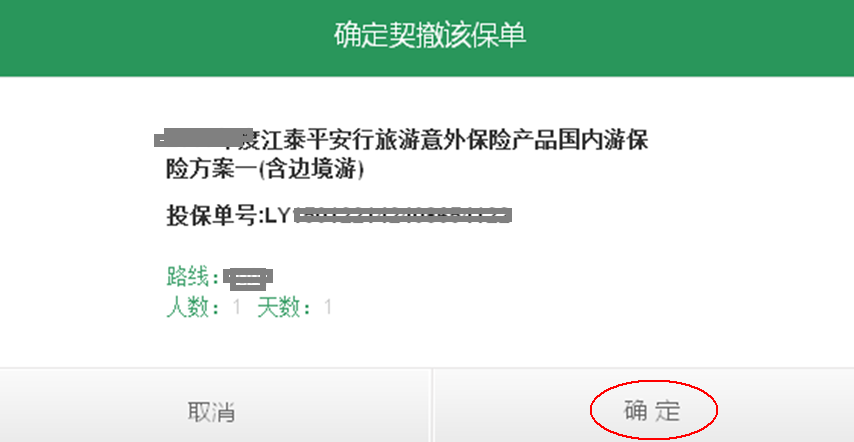 确定契撤该保单
度江泰平安行旅游意外保险产品国内游保
险方案一(含边境游)
投保单号:LY
路线:
人数: 1 天数: 1
取消
确定